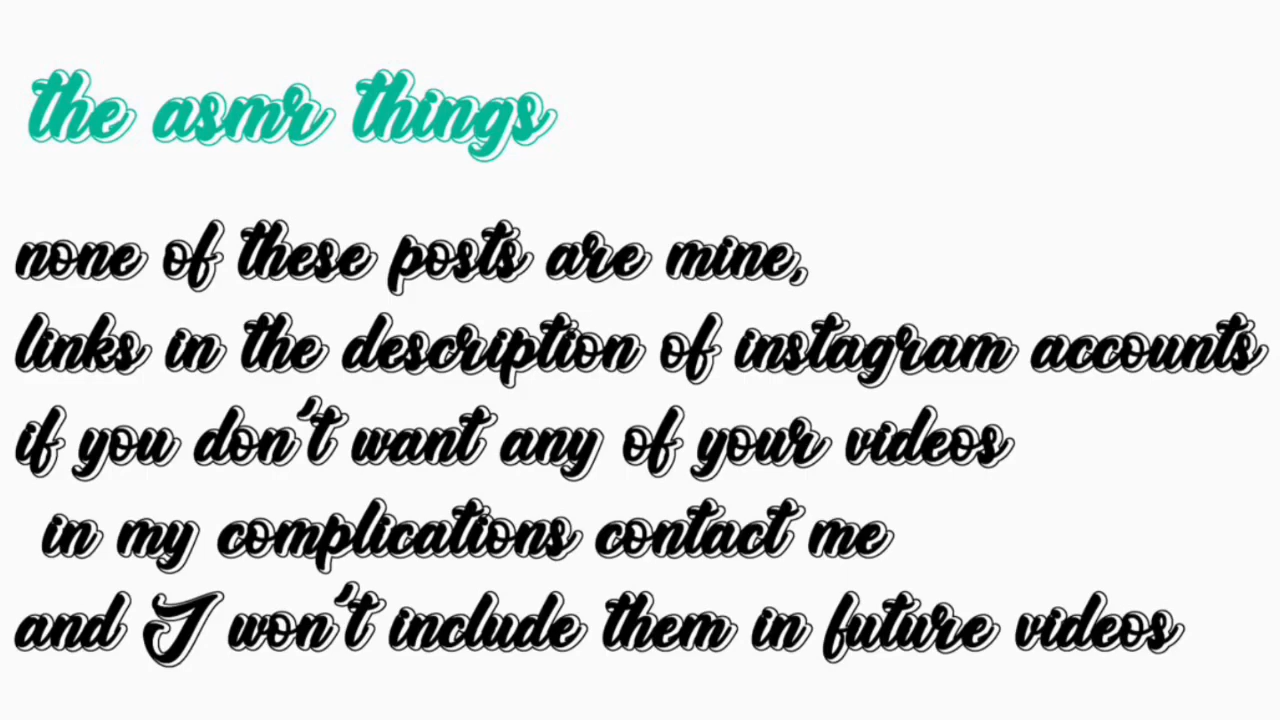 the asmr things
none of these posts are mine,
links in the description of instagram accounts
if you don't want any of your videos
in my complications contact me
and I won't include them in future videos